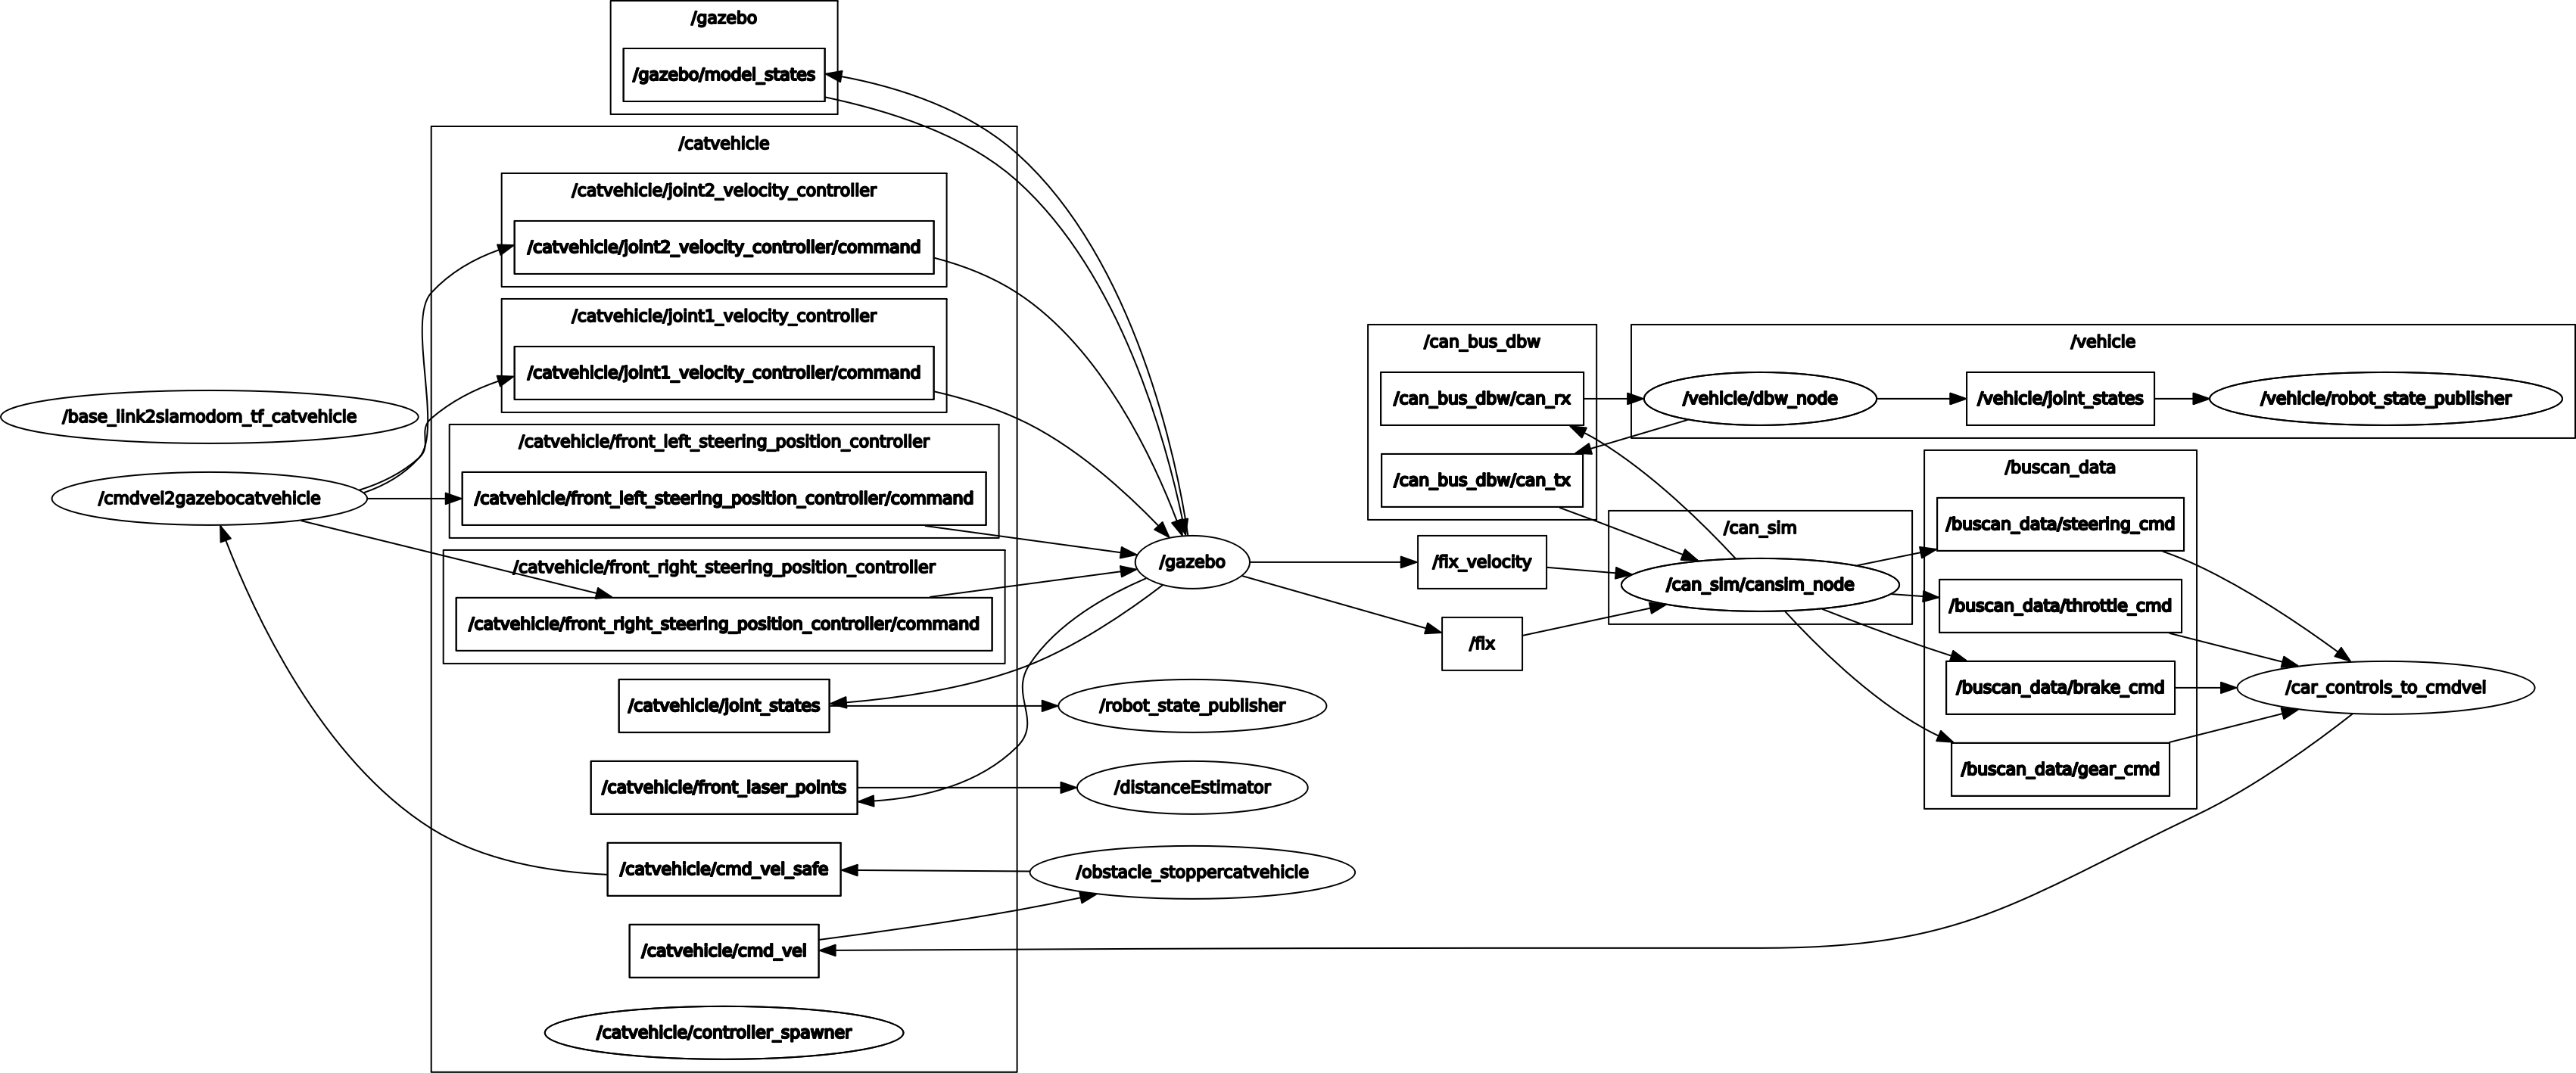 /gazebo
/gazebo/model_states
/catvehicle
/catvehicle/joint2_velocity_controller
/catvehicle/joint2_velocity_controller/command
/catvehicle/joint1_velocity_controller
/catvehicle/joint1_velocity_controller/command
/catvehicle/front_left_steering_position_controller
/catvehicle/front_left_steering_position_controller/command
/catvehicle/front_right_steering_position_controller
/catvehicle/front_right_steering_position_controller/command
/catvehicle/joint_states
/catvehicle/front_laser_points
/catvehicle/cmd_vel_safe
/catvehicle/cmd_vel
/catvehicle/controller_spawner
/base_link2slamodom_tf_catvehicle
/cmdvel2gazebocatvehicle
/gazebo
/robot_state_publisher
/distanceEstimator
/obstacle_stoppercatvehicle
/can_bus_dbw
/can_bus_dbw/can_rx
/can_bus_dbw/can_tx
/fix_velocity
/fix
/vehicle
/vehicle/dbw_node
/vehicle/joint_states
/vehicle/robot_state_publisher
/can_sim
/can_sim/cansim_node
/buscan_data
/buscan_data/steering_cmd
/buscan_data/throttle_cmd
/buscan_data/brake_cmd
/buscan_data/gear_cmd
/car_controls_to_cmdvel